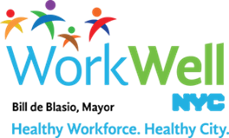 WorkWell
Bill de Blasio, Mayor
NYC
Healthy Workforce. Healthy City.